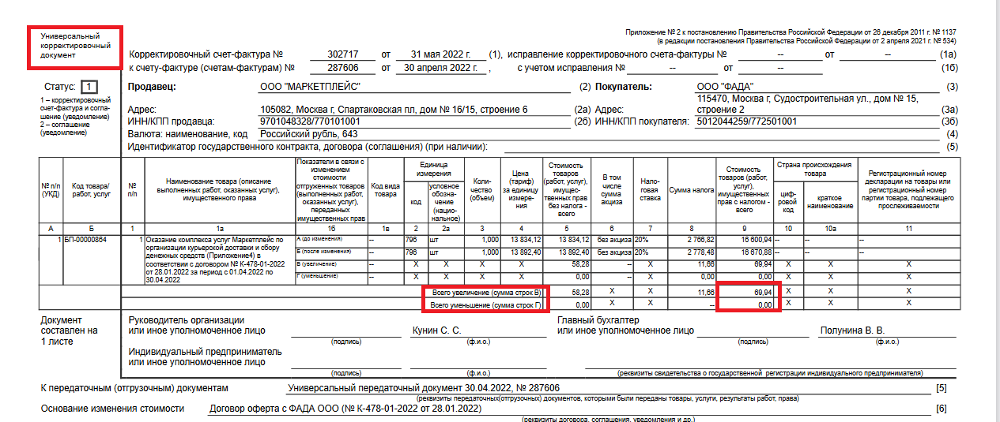 Универсальный
корректировочный
документ
Приложение № 2 к постановлению Правительства Российской Федерации от 26 декабря 2011 г. № 1137
(в редакции постановления Правительства Российской Федерации от 2 апреля 2021 г. № 534)
Корректировочный счет-фактура № 302717 от 31 мая 2022 г. (1), исправление корректировочного счета-фактуры № -- от -- (1а)
к счету-фактуре (счетам-фактурам) № 287606 от 30 апреля 2022 г. , с учетом исправления № -- от -- (1б)
Статус: 1
1 – корректировочный
счет-фактура и согла-
шение (уведомление)
2 – соглашение
(уведомление)
Продавец: ООО "МАРКЕТПЛЕЙС" (2) Покупатель: ООО "ФАДА" (3)
Адрес: 105082, Москва г, Спартаковская пл, дом № 16/15, строение 6 (2а) Адрес: 115470, Москва г, Судостроительная ул., дом № 15,
строение 2 (3а)
ИНН/КПП продавца: 9701048328/770101001 (2б) ИНН/КПП покупателя: 5012044259/772501001 (3б)
Валюта: наименование, код Российский рубль, 643 (4)
Идентификатор государственного контракта, договора (соглашения) (при наличии): (5)
№ п/п
(УКД)
Код товара/
работ, услуг
№
п/п
Наименование товара (описание
выполненных работ, оказанных услуг),
имущественного права
Показатели в связи с
изменением
стоимости
отгруженных товаров
(выполненных работ,
оказанных услуг),
переданных
имущественных прав
Код вида
товара
Единица
измерения
код
условное
обозна-
чение
(нацио-
нальное)
Коли-
чество
(объем)
Цена
(тариф)
за единицу
измере-
ния
Стоимость
товаров
(работ, услуг),
имущес-
твенных прав
без налога -
всего
В том
числе
сумма
акциза
Нало-
говая
ставка
Сумма налога
Стоимость
товаров (работ,
услуг),
имущественных
прав с налогом -
всего
Страна происхождения
товара
циф-
ровой
код
краткое
наименование
Регистрационный номер
декларации на товары или
регистрационный номер
партии товара, подлежащего
прослеживаемости
А Б 1 1а 1б 1в 2 2а 3 4 5 6 7 8 9 10 10а 11
1 БП-00000864 1
Оказание комплекса услуг Маркетплейс по
организации курьерской доставки и сбору
денежных средств (Приложение4) в
соответствии с договором № К-478-01-2022
от 28.01.2022 за период с 01.04.2022 по
30.04.2022
А (до изменения) -- 796 шт 1,000 13 834,12 13 834,12 без акциза 20% 2 766,82 16 600,94 -- --
Б (после изменения) -- 796 шт 1,000 13 892,40 13 892,40 без акциза 20% 2 778,48 16 670,88 -- --
В (увеличение) -- X X X X 58,28 -- X 11,66 69,94 X X X
Г (уменьшение) -- X X X X 0,00 -- X 0,00 0,00 X X X
Всего увеличение (сумма строк В) 58,28 X X 11,66 69,94 X X X
Всего уменьшение (сумма строк Г) 0,00 X X -- 0,00 X X X
Документ
составлен на
1 листе
Руководитель организации
или иное уполномоченное лицо Кунин С. С.
(подпись) (ф.и.о.)
Главный бухгалтер
или иное уполномоченное лицо Полунина В. В.
(подпись) (ф.и.о.)
Индивидуальный предприниматель
или иное уполномоченное лицо
(подпись) (ф.и.о.) (реквизиты свидетельства о государственной регистрации индивидуального предпринимателя)
К передаточным (отгрузочным) документам Универсальный передаточный документ 30.04.2022, № 287606 [5]
(реквизиты передаточных(отгрузочных) документов, которыми были переданы товары, услуги, результаты работ, права)
Основание изменения стоимости Договор оферта с ФАДА ООО (№ К-478-01-2022 от 28.01.2022) [6]
(реквизиты договора, соглашения, уведомления и др.)